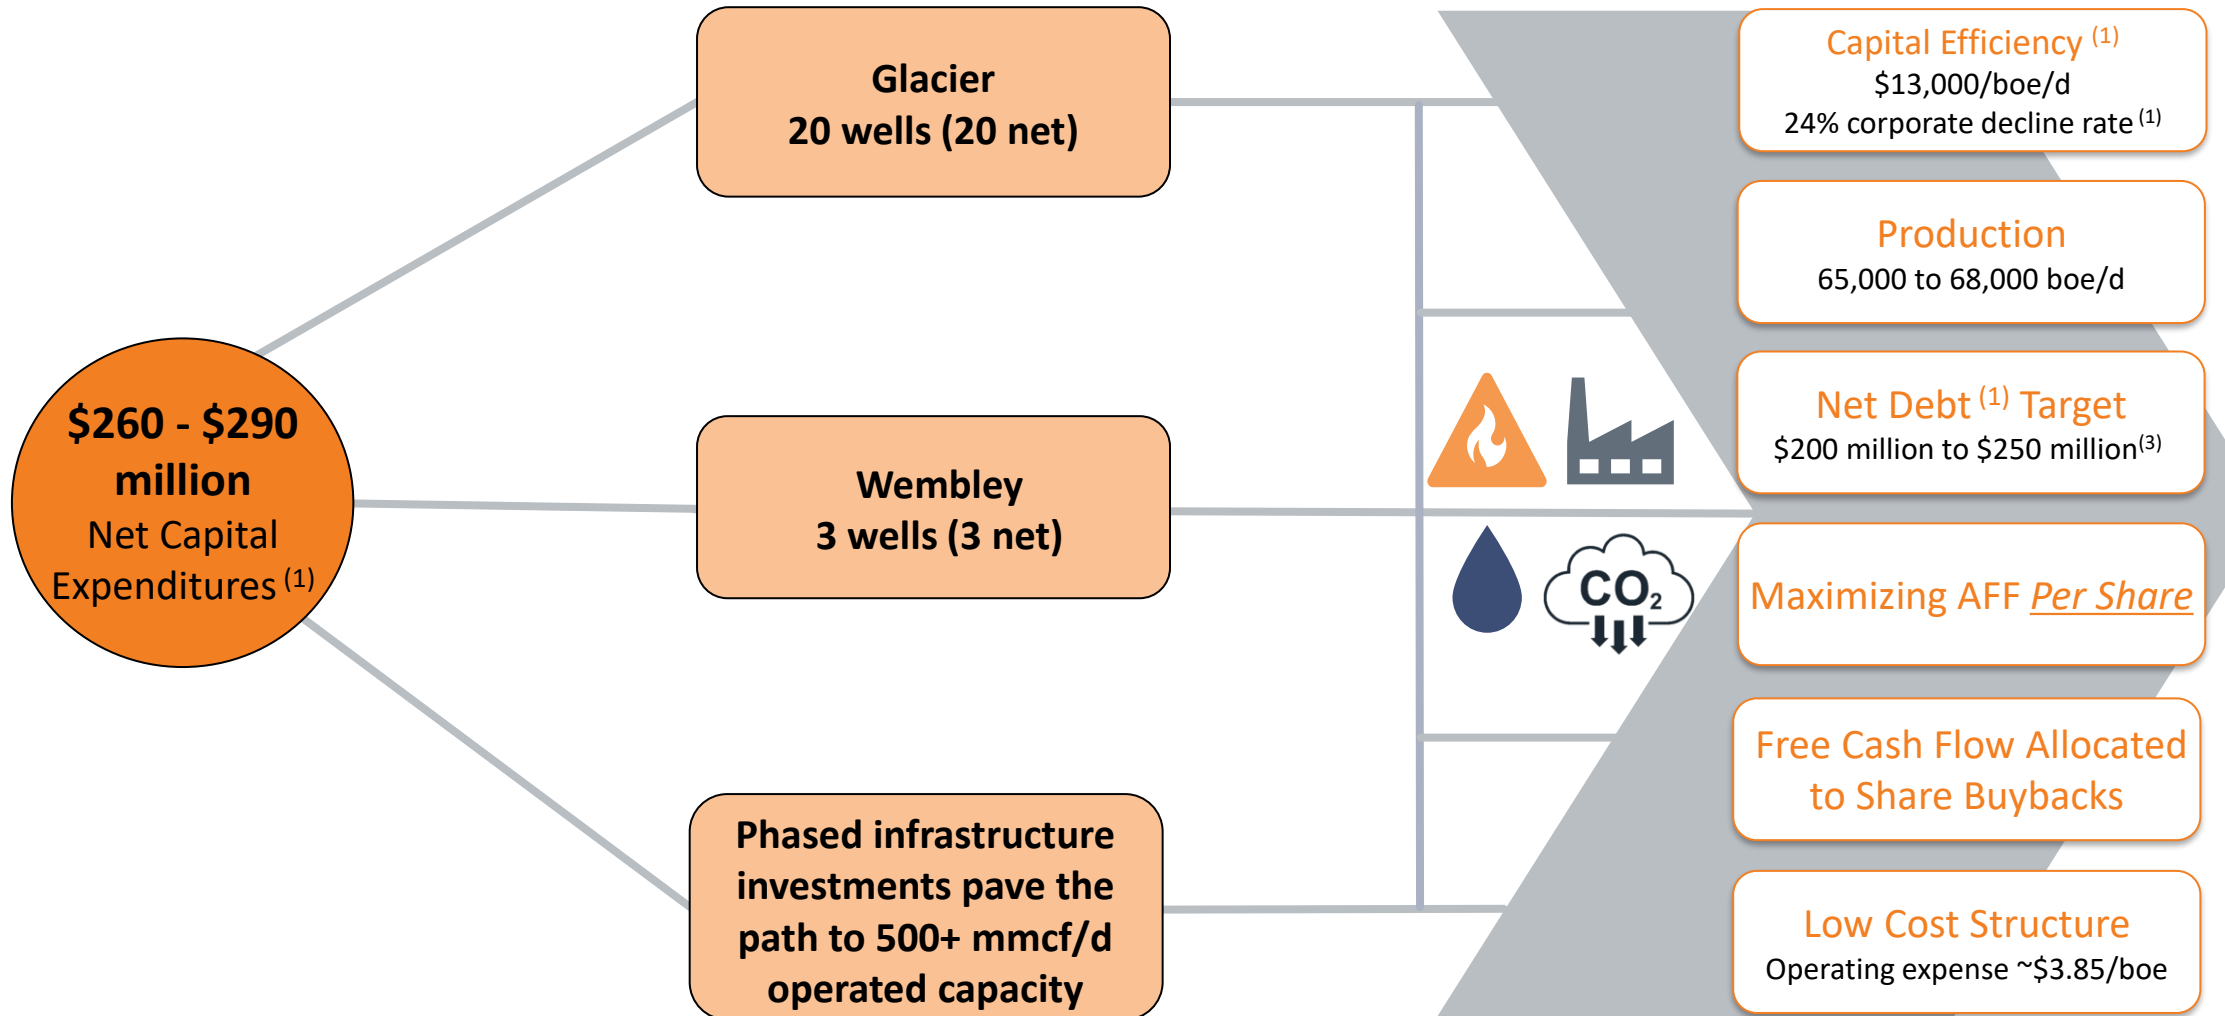 $260 - $290
million
Net Capital
Expenditures (1)
Glacier
20 wells (20 net)
Wembley
3 wells (3 net)
Phased infrastructure
investments pave the
path to 500+ mmcf/d
operated capacity
CO₂
Capital Efficiency (1)
$13,000/boe/d
24% corporate decline rate (1)
Production
65,000 to 68,000 boe/d
Net Debt (1) Target
$200 million to $250 million(3)
Maximizing AFF Per Share
Free Cash Flow Allocated
to Share Buybacks
Low Cost Structure
Operating expense ~$3.85/boe